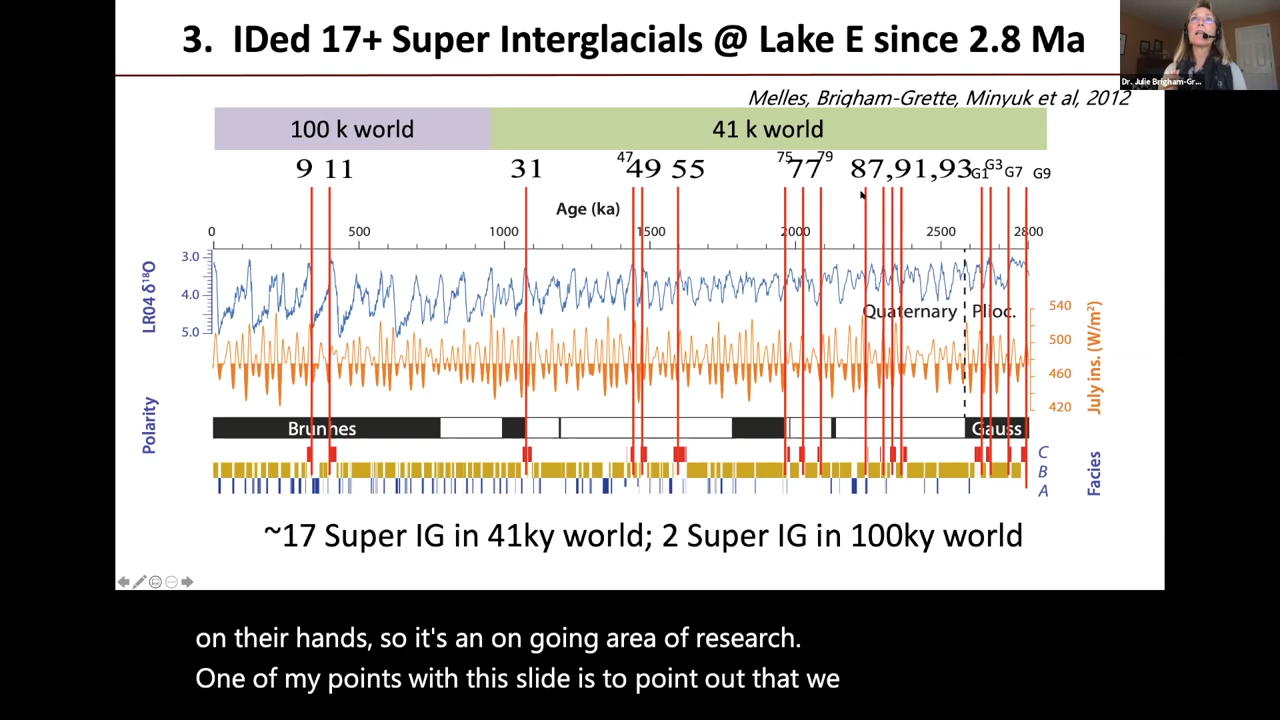 3. IDed 17+ Super Interglacials @ Lake E since 2.8 Ma
Dr. Julie Brigham-Gr...
Melles, Brigham-Grette, Minyuk et al, 2012
100 k world 41 k world
9 11 31 47 49 55 75 77 79 87,91,93 G1 G3 G7 G9
Age (ka)
0 500 1000 1500 2000 2500 2800
LR04 δ¹⁸O
3.0
4.0
5.0
Quaternary Plioc.
540
500
460
420
July ins. (W/m²)
Polarity
Brunhes Gauss
C
B
A
Facies
~17 Super IG in 41ky world; 2 Super IG in 100ky world
on their hands, so it's an on going area of research.
One of my points with this slide is to point out that we